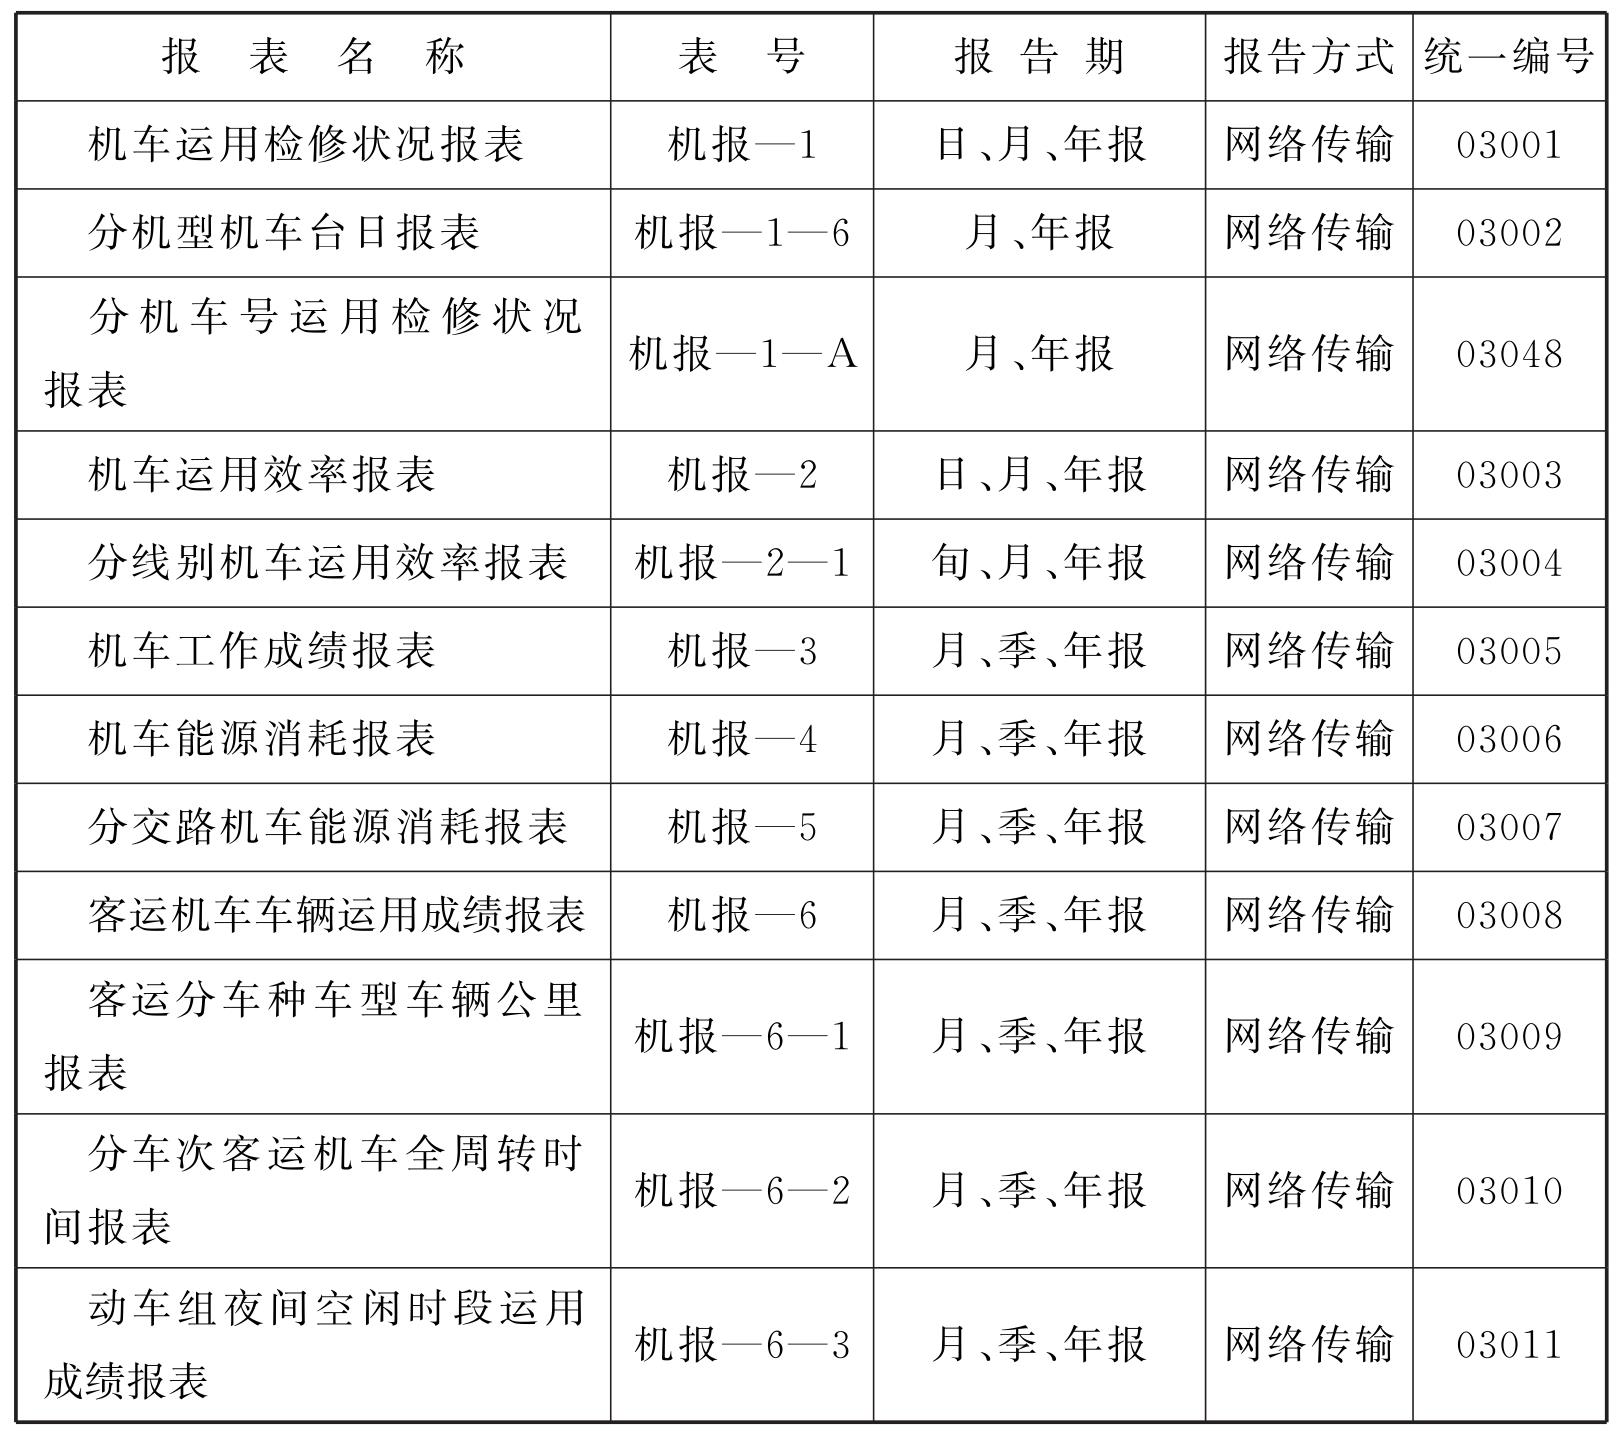 报 表 名 称 表 号 报 告 期 报告方式 统一编号
机车运用检修状况报表 机报—1 日、月、年报 网络传输 03001
分机型机车台日报表 机报—1—6 月、年报 网络传输 03002
分机车号运用检修状况
报表 机报—1—A 月、年报 网络传输 03048
机车运用效率报表 机报—2 日、月、年报 网络传输 03003
分线别机车运用效率报表 机报—2—1 旬、月、年报 网络传输 03004
机车工作成绩报表 机报—3 月、季、年报 网络传输 03005
机车能源消耗报表 机报—4 月、季、年报 网络传输 03006
分交路机车能源消耗报表 机报—5 月、季、年报 网络传输 03007
客运机车车辆运用成绩报表 机报—6 月、季、年报 网络传输 03008
客运分车种车型车辆公里
报表 机报—6—1 月、季、年报 网络传输 03009
分车次客运机车全周转时
间报表 机报—6—2 月、季、年报 网络传输 03010
动车组夜间空闲时段运用
成绩报表 机报—6—3 月、季、年报 网络传输 03011